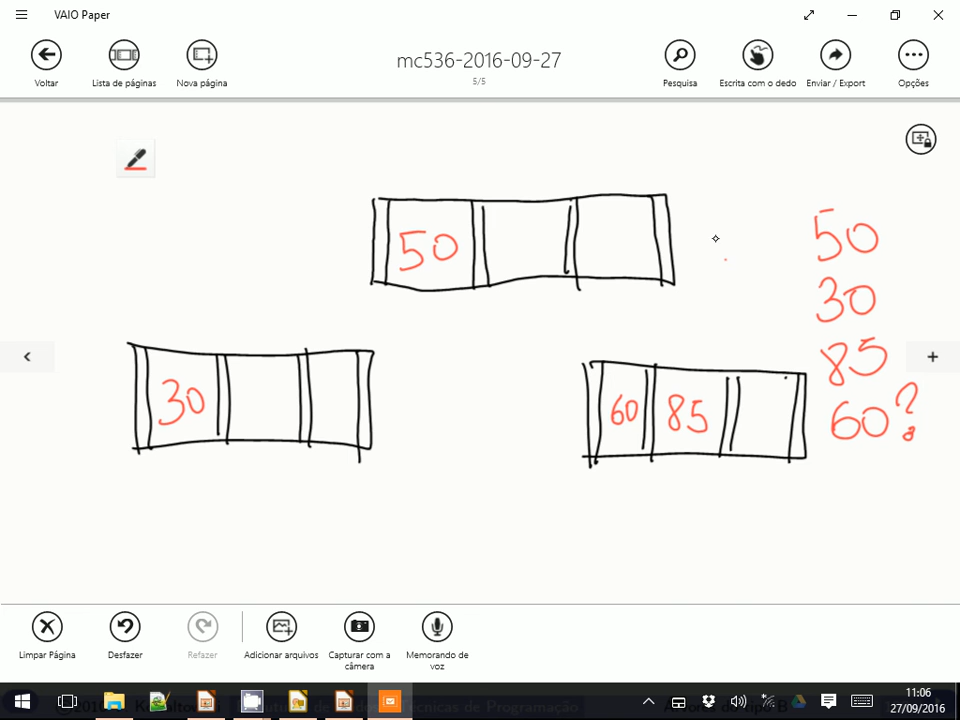 VAIO Paper
Voltar
Lista de páginas
Nova página
mc536-2016-09-27
5/5
Pesquisa
Escrita com o dedo
Enviar / Export
Opções
50
50
30
30
60 85
85
60?
Limpar Página
Desfazer
Refazer
Adicionar arquivos
Capturar com a câmera
Memorando de voz
11:06
27/09/2016